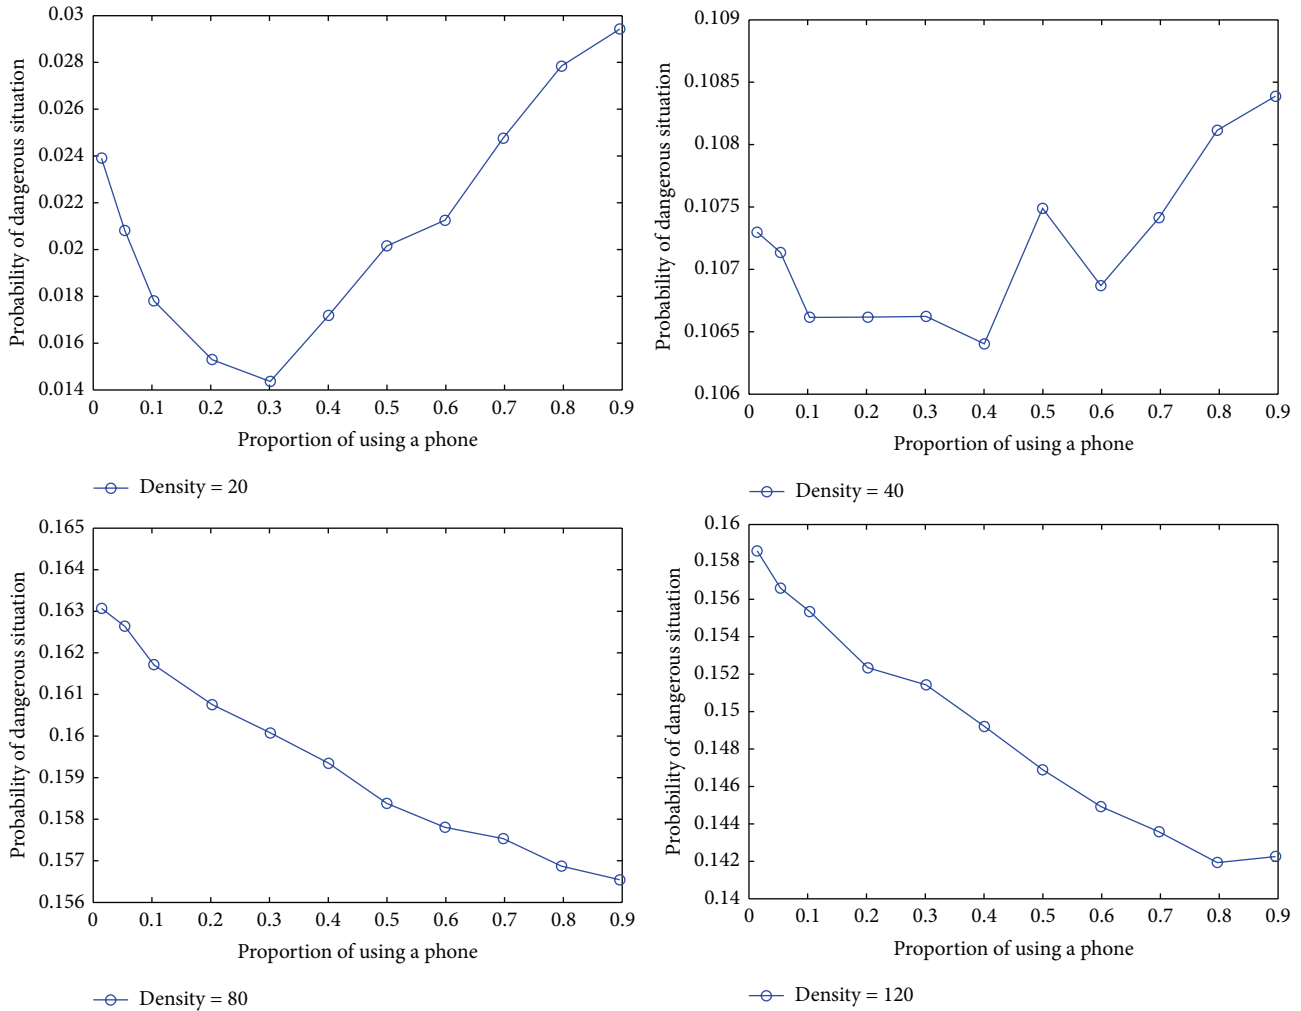 Probability of dangerous situation
0.03
0.028
0.026
0.024
0.022
0.02
0.018
0.016
0.014
0 0.1 0.2 0.3 0.4 0.5 0.6 0.7 0.8 0.9
Proportion of using a phone
Density = 20
Probability of dangerous situation
0.109
0.1085
0.108
0.1075
0.107
0.1065
0.106
0 0.1 0.2 0.3 0.4 0.5 0.6 0.7 0.8 0.9
Proportion of using a phone
Density = 40
Probability of dangerous situation
0.165
0.164
0.163
0.162
0.161
0.16
0.159
0.158
0.157
0.156
0 0.1 0.2 0.3 0.4 0.5 0.6 0.7 0.8 0.9
Proportion of using a phone
Density = 80
Probability of dangerous situation
0.16
0.158
0.156
0.154
0.152
0.15
0.148
0.146
0.144
0.142
0.14
0 0.1 0.2 0.3 0.4 0.5 0.6 0.7 0.8 0.9
Proportion of using a phone
Density = 120